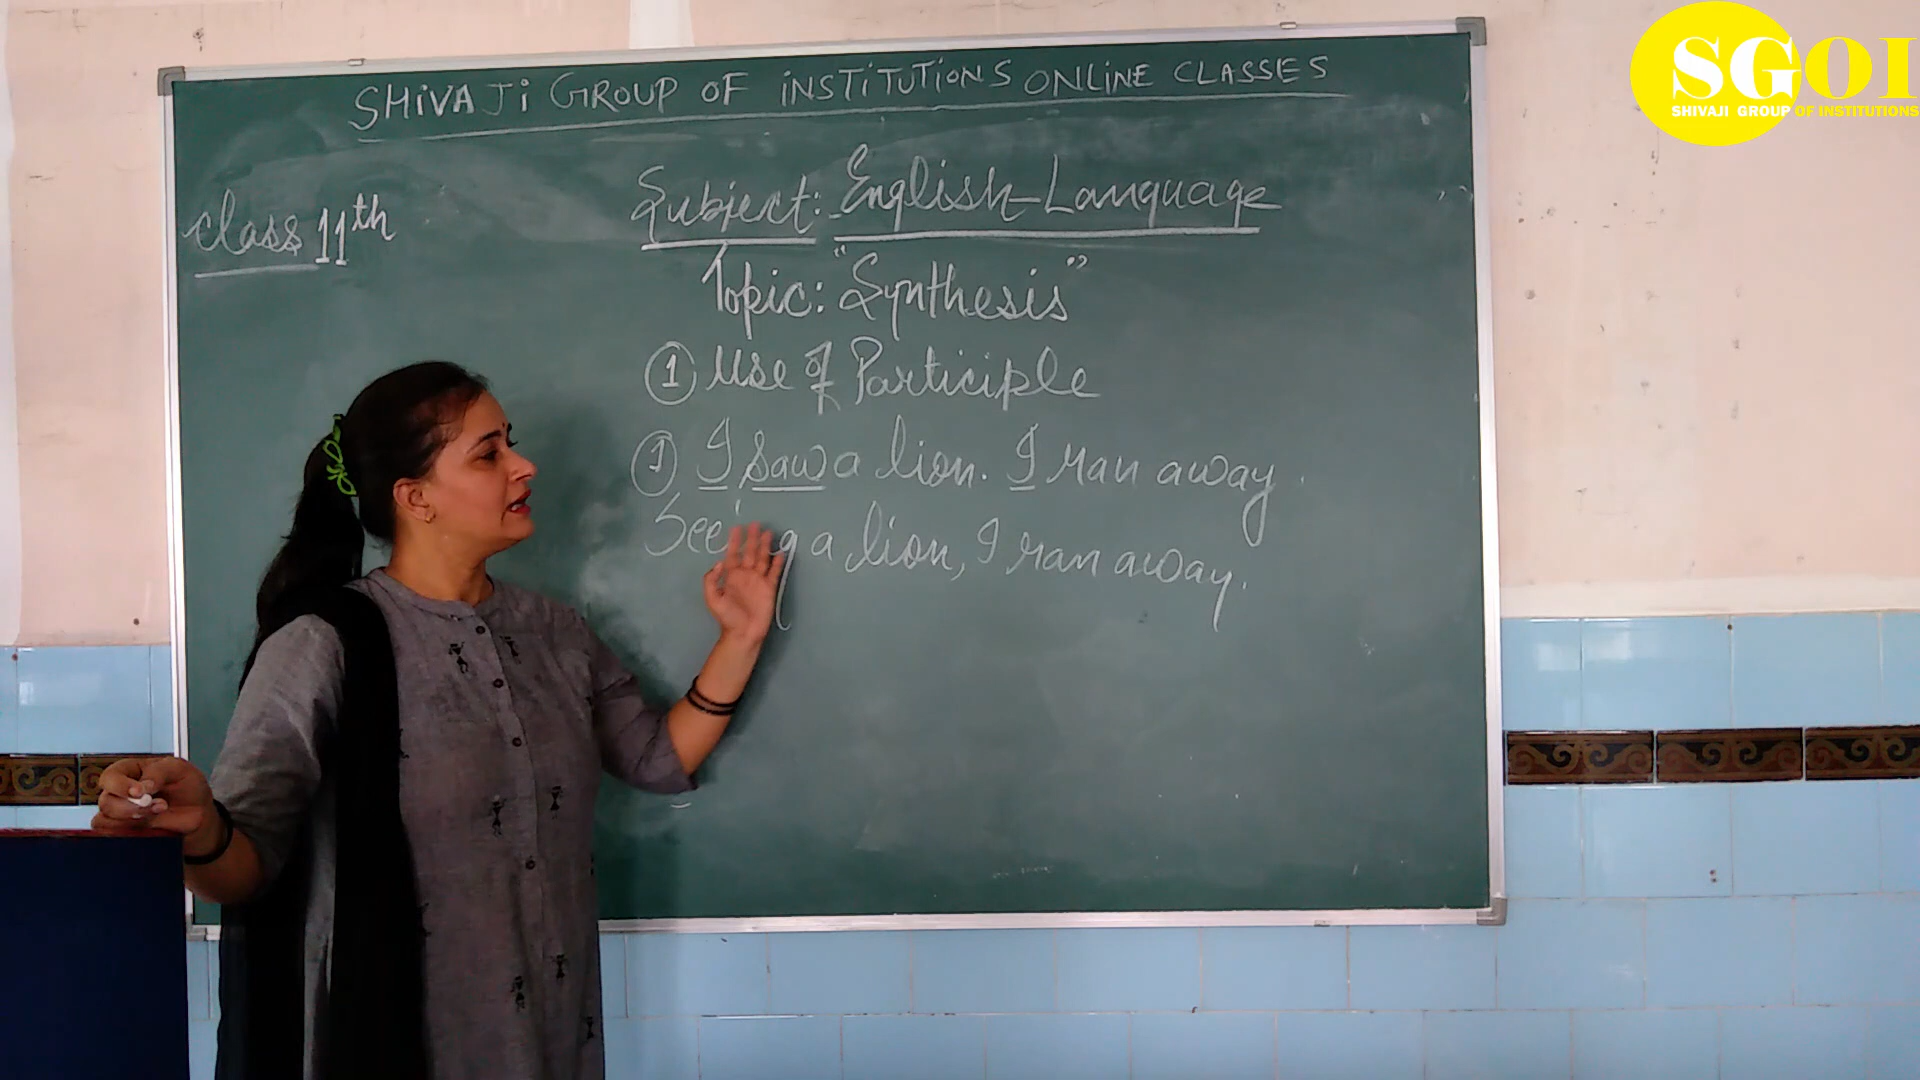 SHiVAJi GROUP OF iNSTiTUTiONS ONLINE CLASSES
Class 11th
Subject:- English-Language
Topic: "Synthesis"
① Use of Participle
① I saw a lion. I ran away.
Seeing a lion, I ran away.
SGOI
SHIVAJI GROUP OF INSTITUTIONS